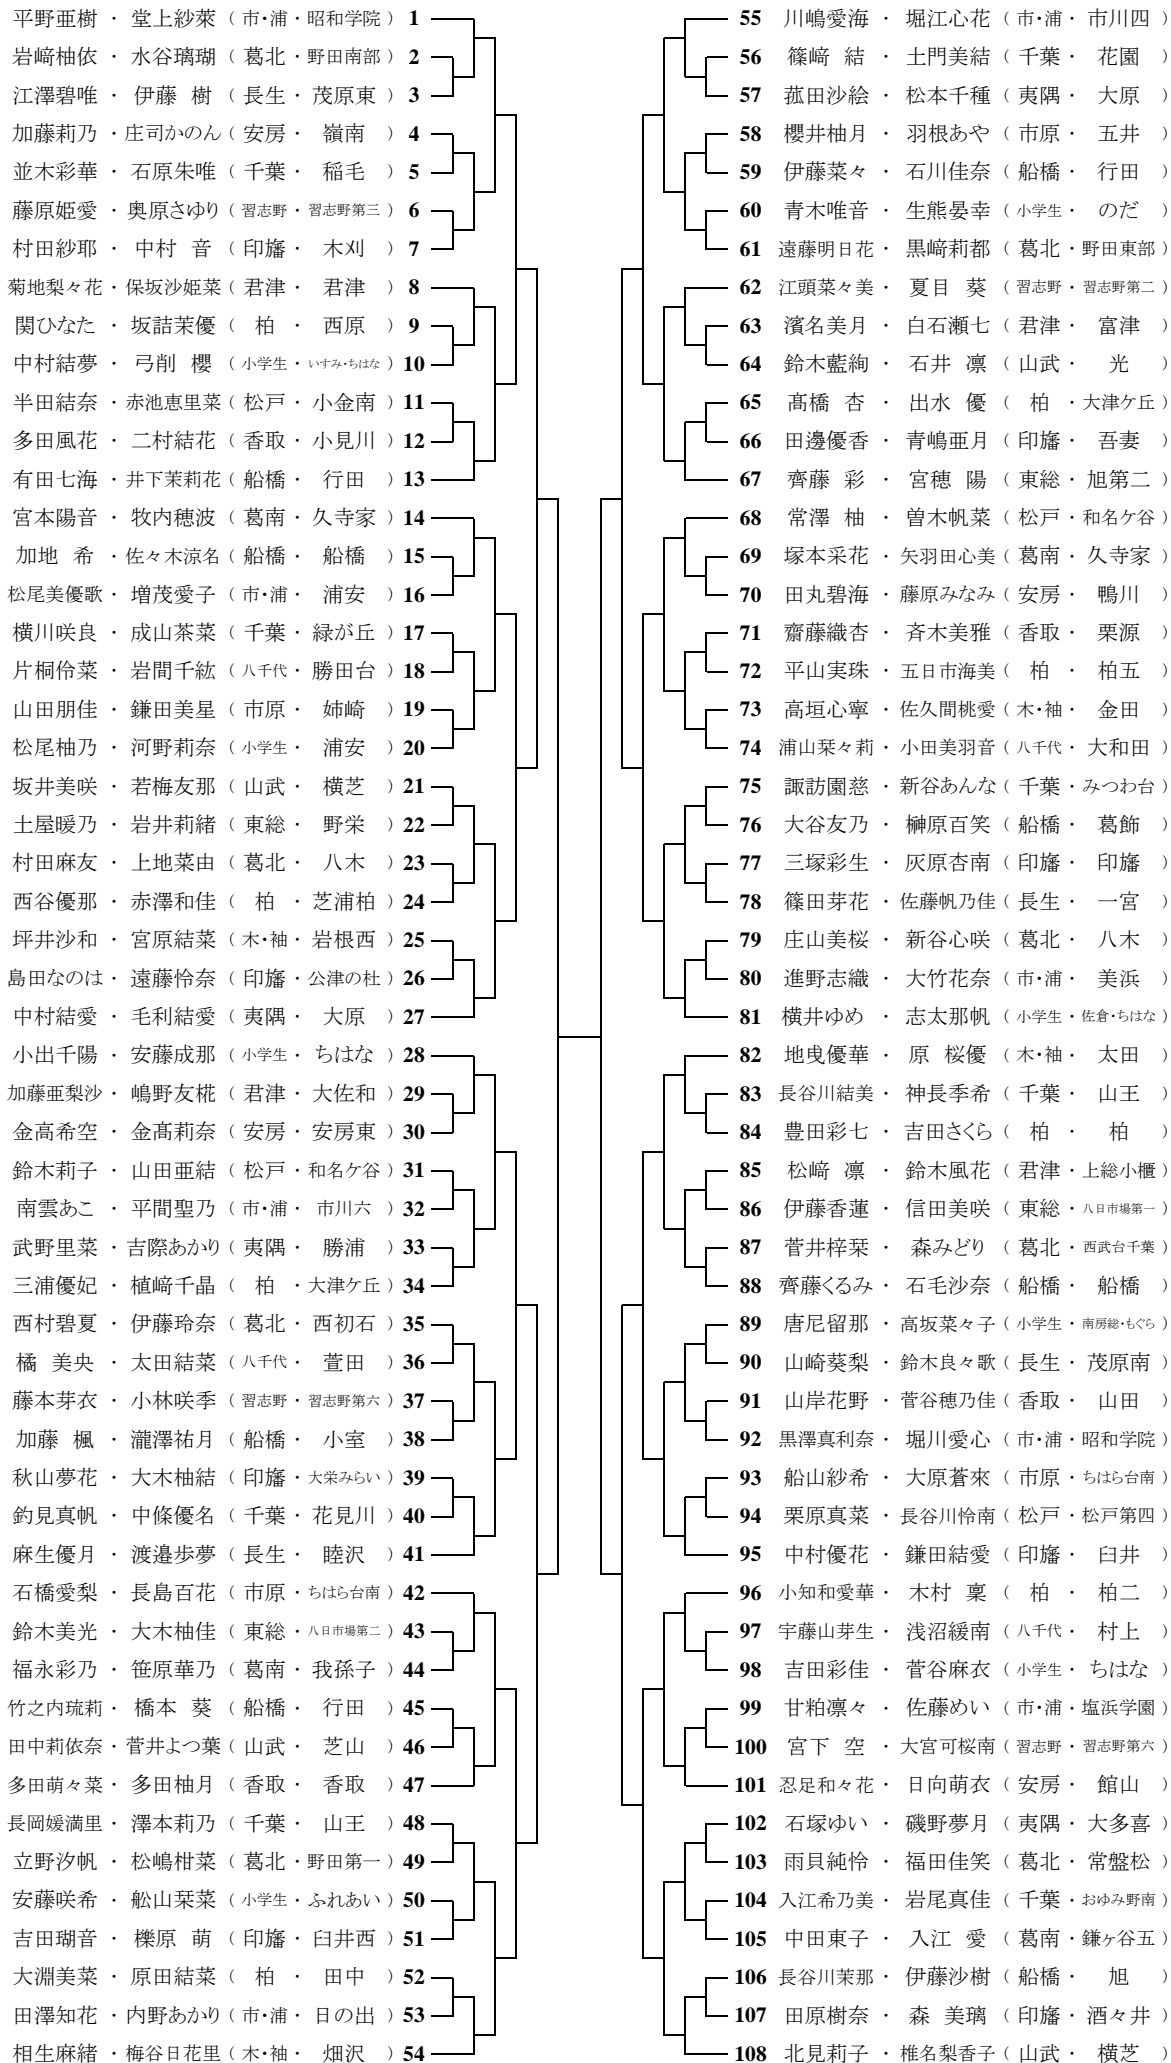 平野亜樹 ・ 堂上紗萊 （ 市・浦 ・ 昭和学院 ） 1
岩﨑柚依 ・ 水谷璃瑚 （ 葛北 ・ 野田南部 ） 2
江澤碧唯 ・ 伊藤 樹 （ 長生 ・ 茂原東 ） 3
加藤莉乃 ・ 庄司かのん （ 安房 ・ 嶺南 ） 4
並木彩華 ・ 石原朱唯 （ 千葉 ・ 稲毛 ） 5
藤原姫愛 ・ 奥原さゆり （ 習志野 ・ 習志野第三 ） 6
村田紗耶 ・ 中村 音 （ 印旛 ・ 木刈 ） 7
菊地梨々花 ・ 保坂沙姫菜 （ 君津 ・ 君津 ） 8
関ひなた ・ 坂詰茉優 （ 柏 ・ 西原 ） 9
中村結夢 ・ 弓削 櫻 （ 小学生 ・ いすみ・ちはな ） 10
半田結奈 ・ 赤池恵里菜 （ 松戸 ・ 小金南 ） 11
多田風花 ・ 二村結花 （ 香取 ・ 小見川 ） 12
有田七海 ・ 井下茉莉花 （ 船橋 ・ 行田 ） 13
宮本陽音 ・ 牧内穂波 （ 葛南 ・ 久寺家 ） 14
加地 希 ・ 佐々木涼名 （ 船橋 ・ 船橋 ） 15
松尾美優歌 ・ 増茂愛子 （ 市・浦 ・ 浦安 ） 16
横川咲良 ・ 成山茶菜 （ 千葉 ・ 緑が丘 ） 17
片桐伶菜 ・ 岩間千紘 （ 八千代 ・ 勝田台 ） 18
山田朋佳 ・ 鎌田美星 （ 市原 ・ 姉崎 ） 19
松尾柚乃 ・ 河野莉奈 （ 小学生 ・ 浦安 ） 20
坂井美咲 ・ 若梅友那 （ 山武 ・ 横芝 ） 21
土屋暖乃 ・ 岩井莉緒 （ 東総 ・ 野栄 ） 22
村田麻友 ・ 上地菜由 （ 葛北 ・ 八木 ） 23
西谷優那 ・ 赤澤和佳 （ 柏 ・ 芝浦柏 ） 24
坪井沙和 ・ 宮原結菜 （ 木・袖 ・ 岩根西 ） 25
島田なのは ・ 遠藤怜奈 （ 印旛 ・ 公津の杜 ） 26
中村結愛 ・ 毛利結愛 （ 夷隅 ・ 大原 ） 27
小出千陽 ・ 安藤成那 （ 小学生 ・ ちはな ） 28
加藤亜梨沙 ・ 嶋野友椛 （ 君津 ・ 大佐和 ） 29
金高希空 ・ 金髙莉奈 （ 安房 ・ 安房東 ） 30
鈴木莉子 ・ 山田亜結 （ 松戸 ・ 和名ケ谷 ） 31
南雲あこ ・ 平間聖乃 （ 市・浦 ・ 市川六 ） 32
武野里菜 ・ 吉際あかり （ 夷隅 ・ 勝浦 ） 33
三浦優妃 ・ 植﨑千晶 （ 柏 ・ 大津ケ丘 ） 34
西村碧夏 ・ 伊藤玲奈 （ 葛北 ・ 西初石 ） 35
橘 美央 ・ 太田結菜 （ 八千代 ・ 萱田 ） 36
藤本芽衣 ・ 小林咲季 （ 習志野 ・ 習志野第六 ） 37
加藤 楓 ・ 瀧澤祐月 （ 船橋 ・ 小室 ） 38
秋山夢花 ・ 大木柚結 （ 印旛 ・ 大栄みらい ） 39
釣見真帆 ・ 中條優名 （ 千葉 ・ 花見川 ） 40
麻生優月 ・ 渡邉歩夢 （ 長生 ・ 睦沢 ） 41
石橋愛梨 ・ 長島百花 （ 市原 ・ ちはら台南 ） 42
鈴木美光 ・ 大木柚佳 （ 東総 ・ 八日市場第二 ） 43
福永彩乃 ・ 笹原華乃 （ 葛南 ・ 我孫子 ） 44
竹之内琉莉 ・ 橋本 葵 （ 船橋 ・ 行田 ） 45
田中莉依奈 ・ 菅井よつ葉 （ 山武 ・ 芝山 ） 46
多田萌々菜 ・ 多田柚月 （ 香取 ・ 香取 ） 47
長岡媛満里 ・ 澤本莉乃 （ 千葉 ・ 山王 ） 48
立野汐帆 ・ 松嶋柑菜 （ 葛北 ・ 野田第一 ） 49
安藤咲希 ・ 舩山栞菜 （ 小学生 ・ ふれあい ） 50
吉田瑚音 ・ 櫟原 萌 （ 印旛 ・ 臼井西 ） 51
大淵美菜 ・ 原田結菜 （ 柏 ・ 田中 ） 52
田澤知花 ・ 内野あかり （ 市・浦 ・ 日の出 ） 53
相生麻緒 ・ 梅谷日花里 （ 木・袖 ・ 畑沢 ） 54
55 川嶋愛海 ・ 堀江心花 （ 市・浦 ・ 市川四 ）
56 篠﨑 結 ・ 土門美結 （ 千葉 ・ 花園 ）
57 菰田沙絵 ・ 松本千種 （ 夷隅 ・ 大原 ）
58 櫻井柚月 ・ 羽根あや （ 市原 ・ 五井 ）
59 伊藤菜々 ・ 石川佳奈 （ 船橋 ・ 行田 ）
60 青木唯音 ・ 生熊晏幸 （ 小学生 ・ のだ ）
61 遠藤明日花 ・ 黒﨑莉都 （ 葛北 ・ 野田東部 ）
62 江頭菜々美 ・ 夏目 葵 （ 習志野 ・ 習志野第二 ）
63 濱名美月 ・ 白石瀬七 （ 君津 ・ 富津 ）
64 鈴木藍絢 ・ 石井 凛 （ 山武 ・ 光 ）
65 髙橋 杏 ・ 出水 優 （ 柏 ・ 大津ケ丘 ）
66 田邊優香 ・ 青嶋亜月 （ 印旛 ・ 吾妻 ）
67 齊藤 彩 ・ 宮穂 陽 （ 東総 ・ 旭第二 ）
68 常澤 柚 ・ 曽木帆菜 （ 松戸 ・ 和名ケ谷 ）
69 塚本采花 ・ 矢羽田心美 （ 葛南 ・ 久寺家 ）
70 田丸碧海 ・ 藤原みなみ （ 安房 ・ 鴨川 ）
71 齋藤織杏 ・ 斉木美雅 （ 香取 ・ 栗源 ）
72 平山実珠 ・ 五日市海美 （ 柏 ・ 柏五 ）
73 高垣心寧 ・ 佐久間桃愛 （ 木・袖 ・ 金田 ）
74 浦山栞々莉 ・ 小田美羽音 （ 八千代 ・ 大和田 ）
75 諏訪園慈 ・ 新谷あんな （ 千葉 ・ みつわ台 ）
76 大谷友乃 ・ 榊原百笑 （ 船橋 ・ 葛飾 ）
77 三塚彩生 ・ 灰原杏南 （ 印旛 ・ 印旛 ）
78 篠田芽花 ・ 佐藤帆乃佳 （ 長生 ・ 一宮 ）
79 庄山美桜 ・ 新谷心咲 （ 葛北 ・ 八木 ）
80 進野志織 ・ 大竹花奈 （ 市・浦 ・ 美浜 ）
81 横井ゆめ ・ 志太那帆 （ 小学生 ・ 佐倉・ちはな ）
82 地曳優華 ・ 原 桜優 （ 木・袖 ・ 太田 ）
83 長谷川結美 ・ 神長季希 （ 千葉 ・ 山王 ）
84 豊田彩七 ・ 吉田さくら （ 柏 ・ 柏 ）
85 松﨑 凛 ・ 鈴木風花 （ 君津 ・ 上総小櫃 ）
86 伊藤香蓮 ・ 信田美咲 （ 東総 ・ 八日市場第一 ）
87 菅井梓栞 ・ 森みどり （ 葛北 ・ 西武台千葉 ）
88 齊藤くるみ ・ 石毛沙奈 （ 船橋 ・ 船橋 ）
89 唐尼留那 ・ 高坂菜々子 （ 小学生 ・ 南房総・もぐら ）
90 山崎葵梨 ・ 鈴木良々歌 （ 長生 ・ 茂原南 ）
91 山岸花野 ・ 菅谷穂乃佳 （ 香取 ・ 山田 ）
92 黒澤真利奈 ・ 堀川愛心 （ 市・浦 ・ 昭和学院 ）
93 船山紗希 ・ 大原蒼來 （ 市原 ・ ちはら台南 ）
94 栗原真菜 ・ 長谷川怜南 （ 松戸 ・ 松戸第四 ）
95 中村優花 ・ 鎌田結愛 （ 印旛 ・ 臼井 ）
96 小知和愛華 ・ 木村 稟 （ 柏 ・ 柏二 ）
97 宇藤山芽生 ・ 浅沼緩南 （ 八千代 ・ 村上 ）
98 吉田彩佳 ・ 菅谷麻衣 （ 小学生 ・ ちはな ）
99 甘粕凛々 ・ 佐藤めい （ 市・浦 ・ 塩浜学園 ）
100 宮下 空 ・ 大宮可桜南 （ 習志野 ・ 習志野第六 ）
101 忍足和々花 ・ 日向萌衣 （ 安房 ・ 館山 ）
102 石塚ゆい ・ 磯野夢月 （ 夷隅 ・ 大多喜 ）
103 雨貝純怜 ・ 福田佳笑 （ 葛北 ・ 常盤松 ）
104 入江希乃美 ・ 岩尾真佳 （ 千葉 ・ おゆみ野南 ）
105 中田東子 ・ 入江 愛 （ 葛南 ・ 鎌ヶ谷五 ）
106 長谷川茉那 ・ 伊藤沙樹 （ 船橋 ・ 旭 ）
107 田原樹奈 ・ 森 美璃 （ 印旛 ・ 酒々井 ）
108 北見莉子 ・ 椎名梨香子 （ 山武 ・ 横芝 ）